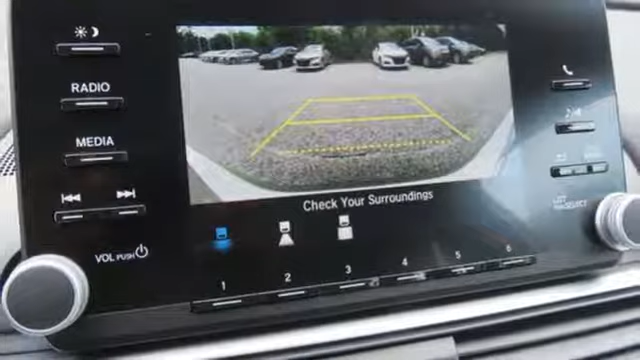 RADIO
MEDIA
VOL PUSH
Check Your Surroundings
1 2 3 4 5 6